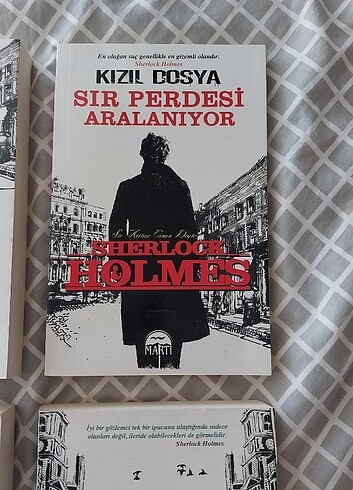 En olağan suç genellikle en gizemli olandır.
Sherlock Holmes
KIZIL DOSYA
SIR PERDESİ
ARALANIYOR
Sir Arthur Conan Doyle
SHERLOCK
HOLMES
MARTI
İyi bir gözlemci tek bir ipucuna ulaştığında sadece
olanları değil, ileride olabilecekleri de görmelidir.
Sherlock Holmes